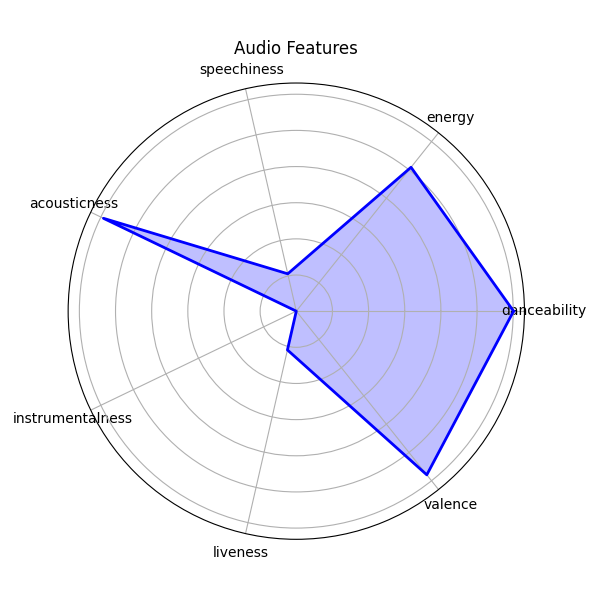 Audio Features
speechiness
energy
acousticness
danceability
instrumentalness
valence
liveness